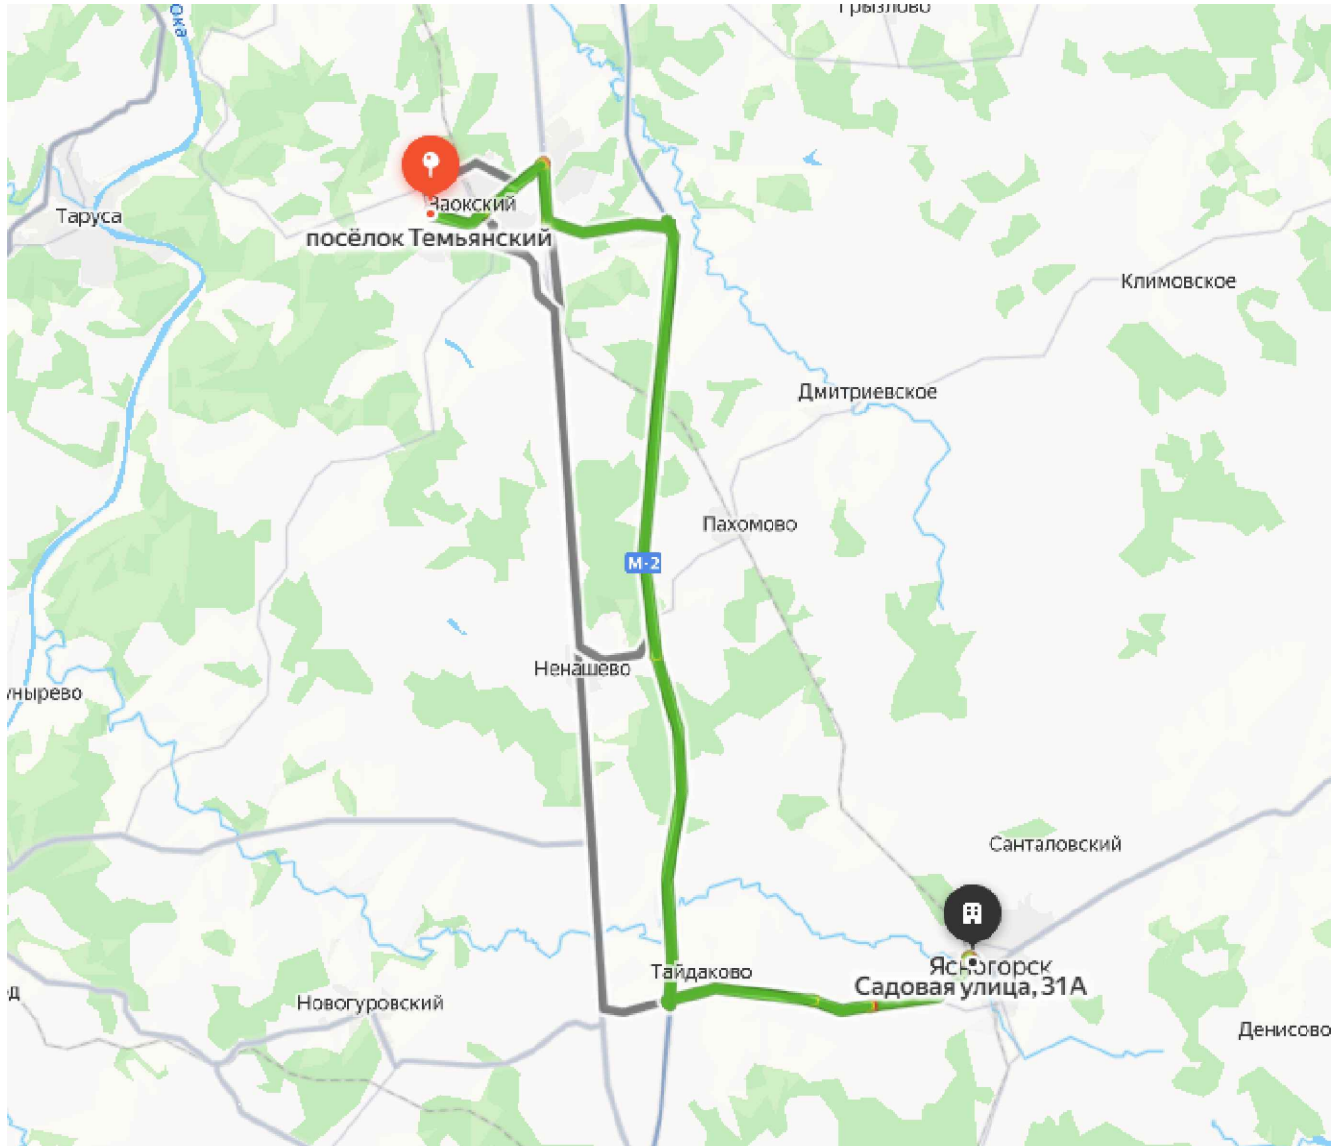 Грызлово
Ока
Таруса
Заокский
посёлок Темьянский
Климовское
Дмитриевское
Пахомово
М-2
Ненашево
унырево
Санталовский
Ясногорск
Садовая улица, 31А
Тайдаково
Новогуровский
од
Денисово